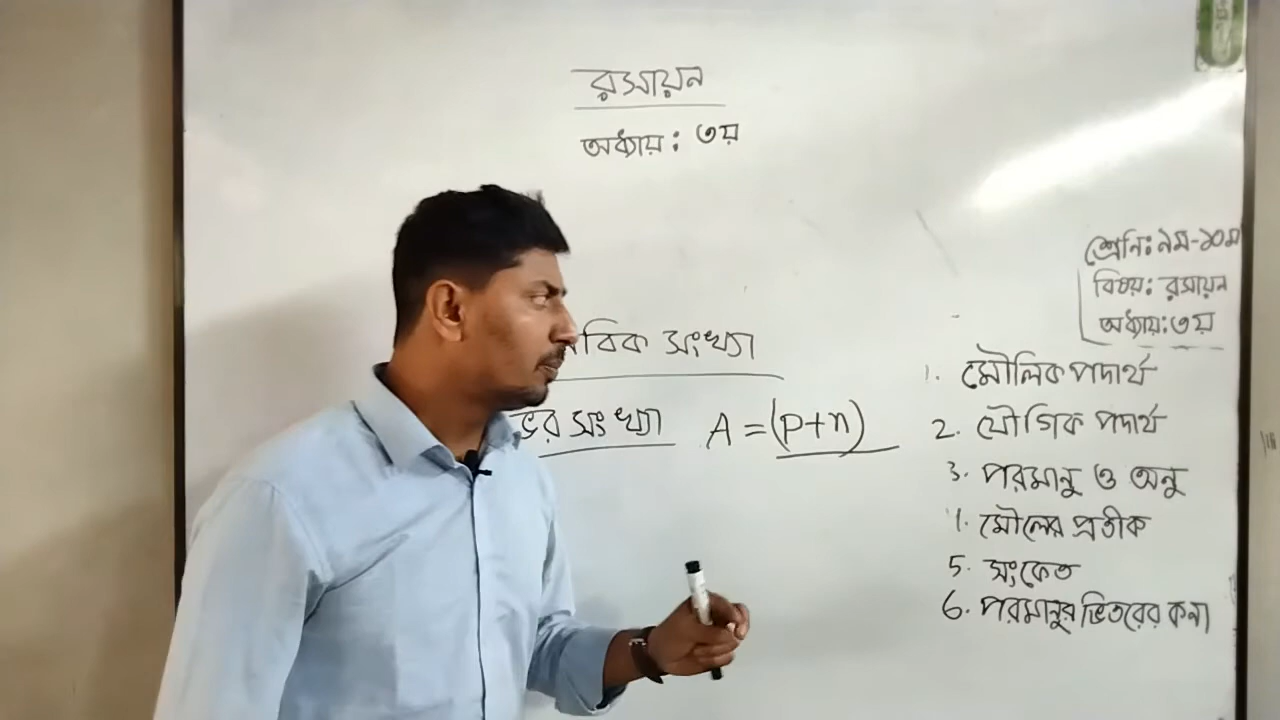 রসায়ন
অধ্যায়: ৩য়
সংখ্যা
ভর সংখ্যা A = (p+n)
শ্রেনি: ৯ম-১০ম
বিষয়: রসায়ন
অধ্যায়: ৩য়
1. মৌলিক পদার্থ
2. যৌগিক পদার্থ
3. পরমানু ও অনু
4. মৌলের প্রতীক
5. সংকেত
6. পরমানুর ভিতরের কনা